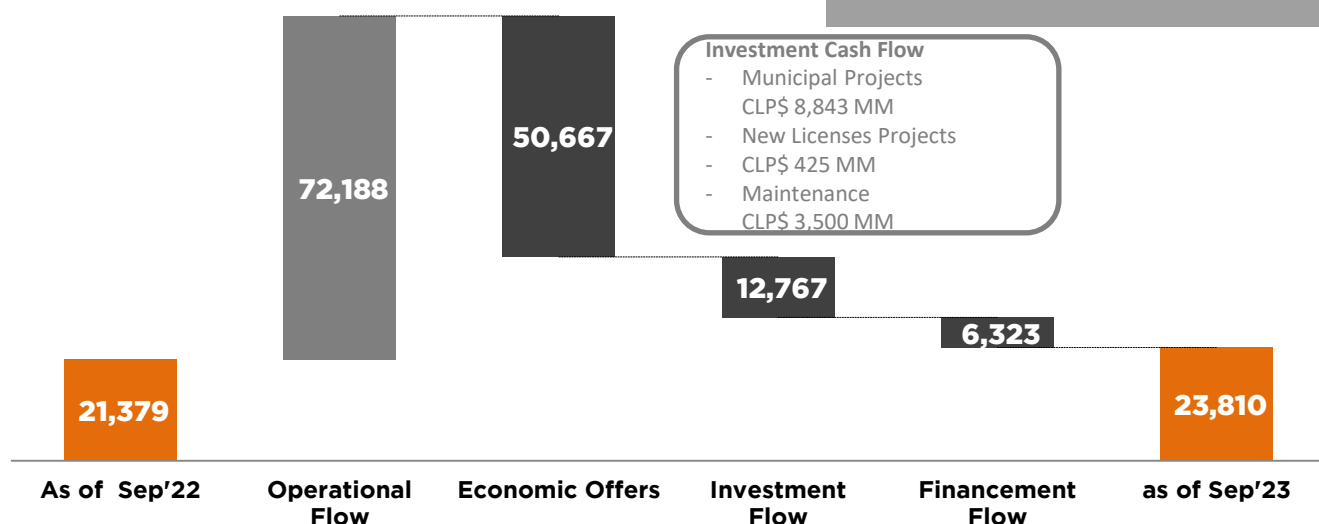 Investment Cash Flow
- Municipal Projects
CLP$ 8,843 MM
- New Licenses Projects
- CLP$ 425 MM
- Maintenance
CLP$ 3,500 MM
50,667
72,188
12,767
6,323
21,379
23,810
As of Sep'22
Operational
Flow
Economic Offers
Investment
Flow
Financement
Flow
as of Sep'23